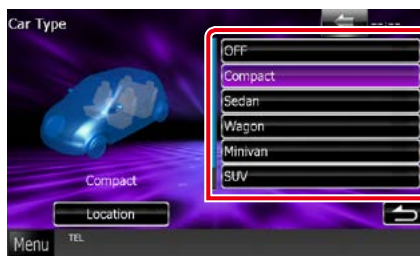 Car Type
OFF
Compact
Sedan
Wagon
Minivan
SUV
Compact
Location
Menu
TEL